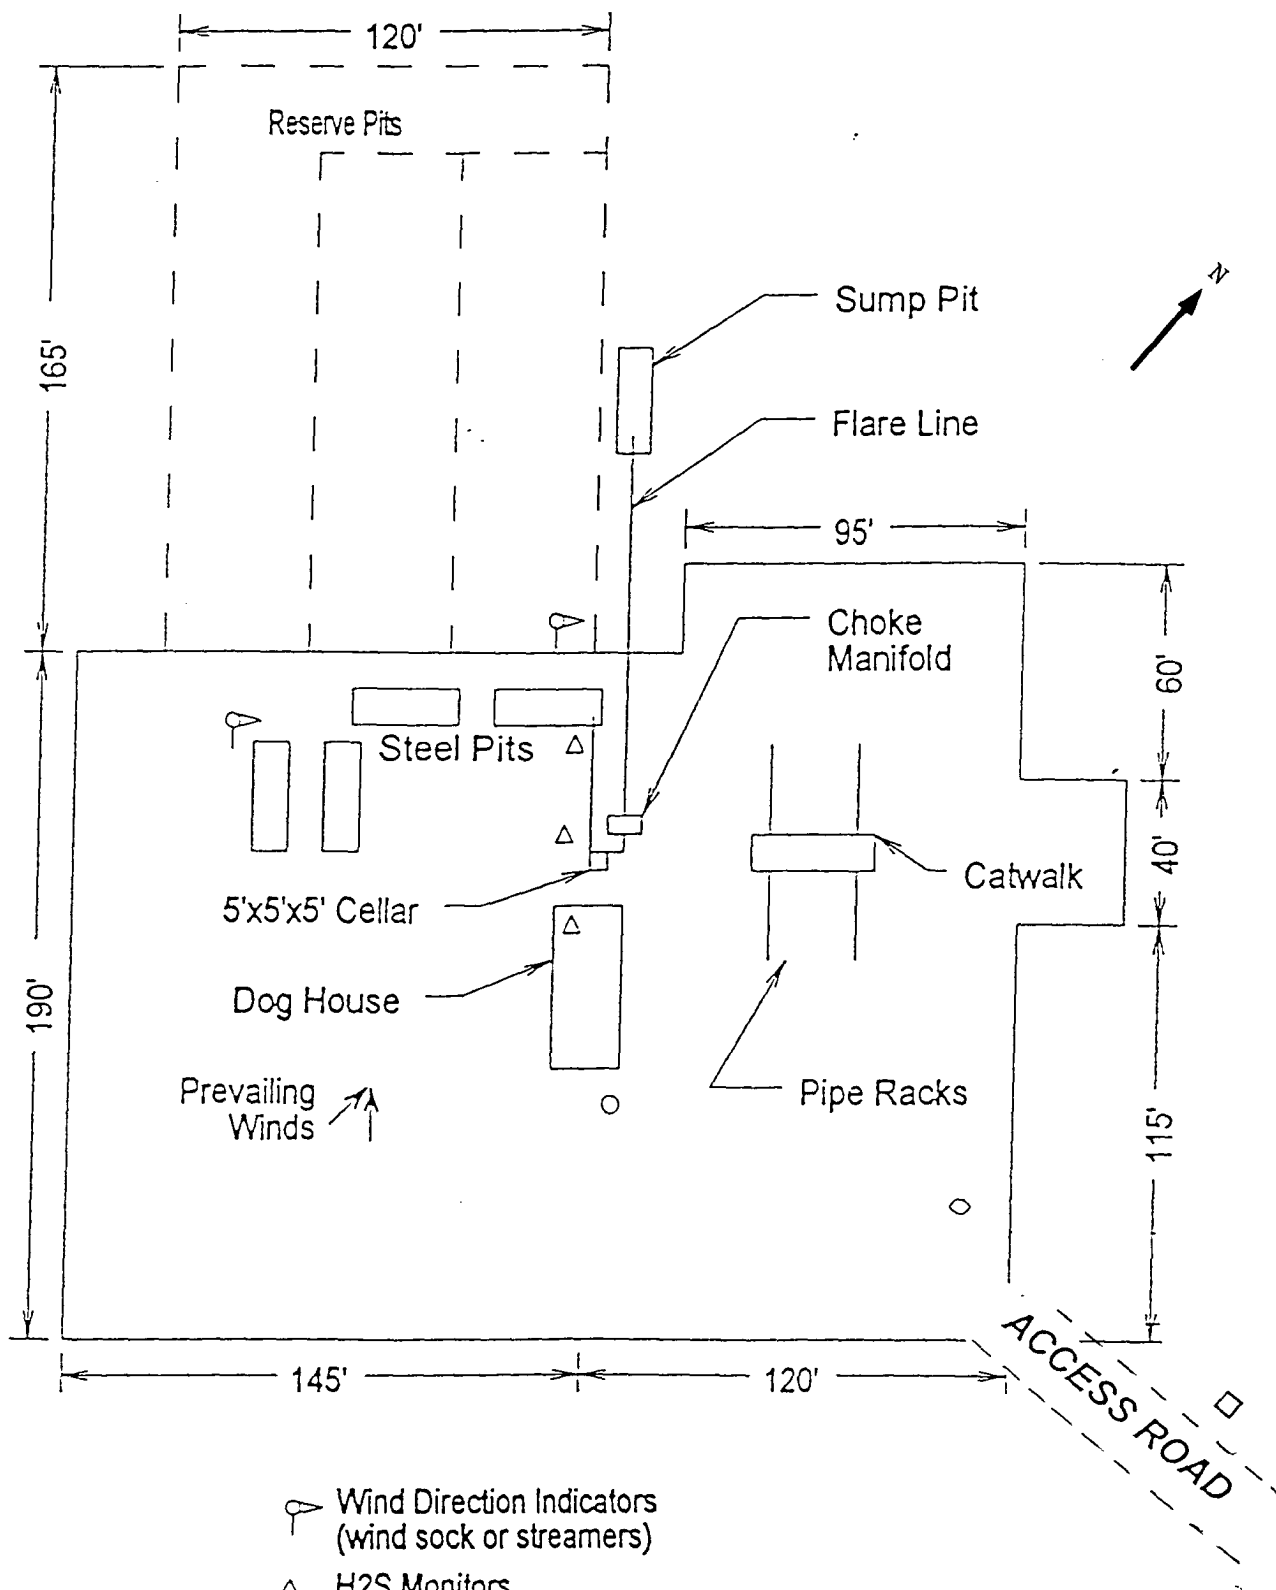 120'
Reserve Pits
N
Sump Pit
165'
Flare Line
95'
Choke
Manifold
60'
Steel Pits
40'
Catwalk
5'x5'x5' Cellar
190'
Dog House
Prevailing
Winds
Pipe Racks
115'
ACCESS ROAD
145'
120'
Wind Direction Indicators
(wind sock or streamers)
H2S Monitors